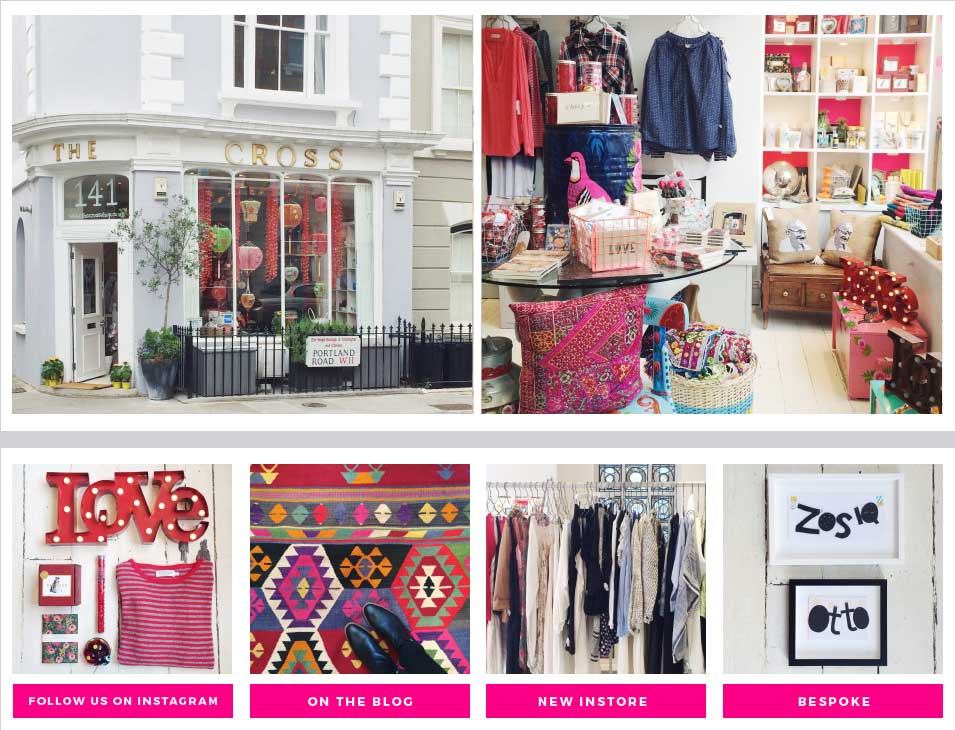 THE
CROSS
141
PORTLAND
ROAD W11
LOVE
LOVE
Zosia
Otto
FOLLOW US ON INSTAGRAM
ON THE BLOG
NEW INSTORE
BESPOKE